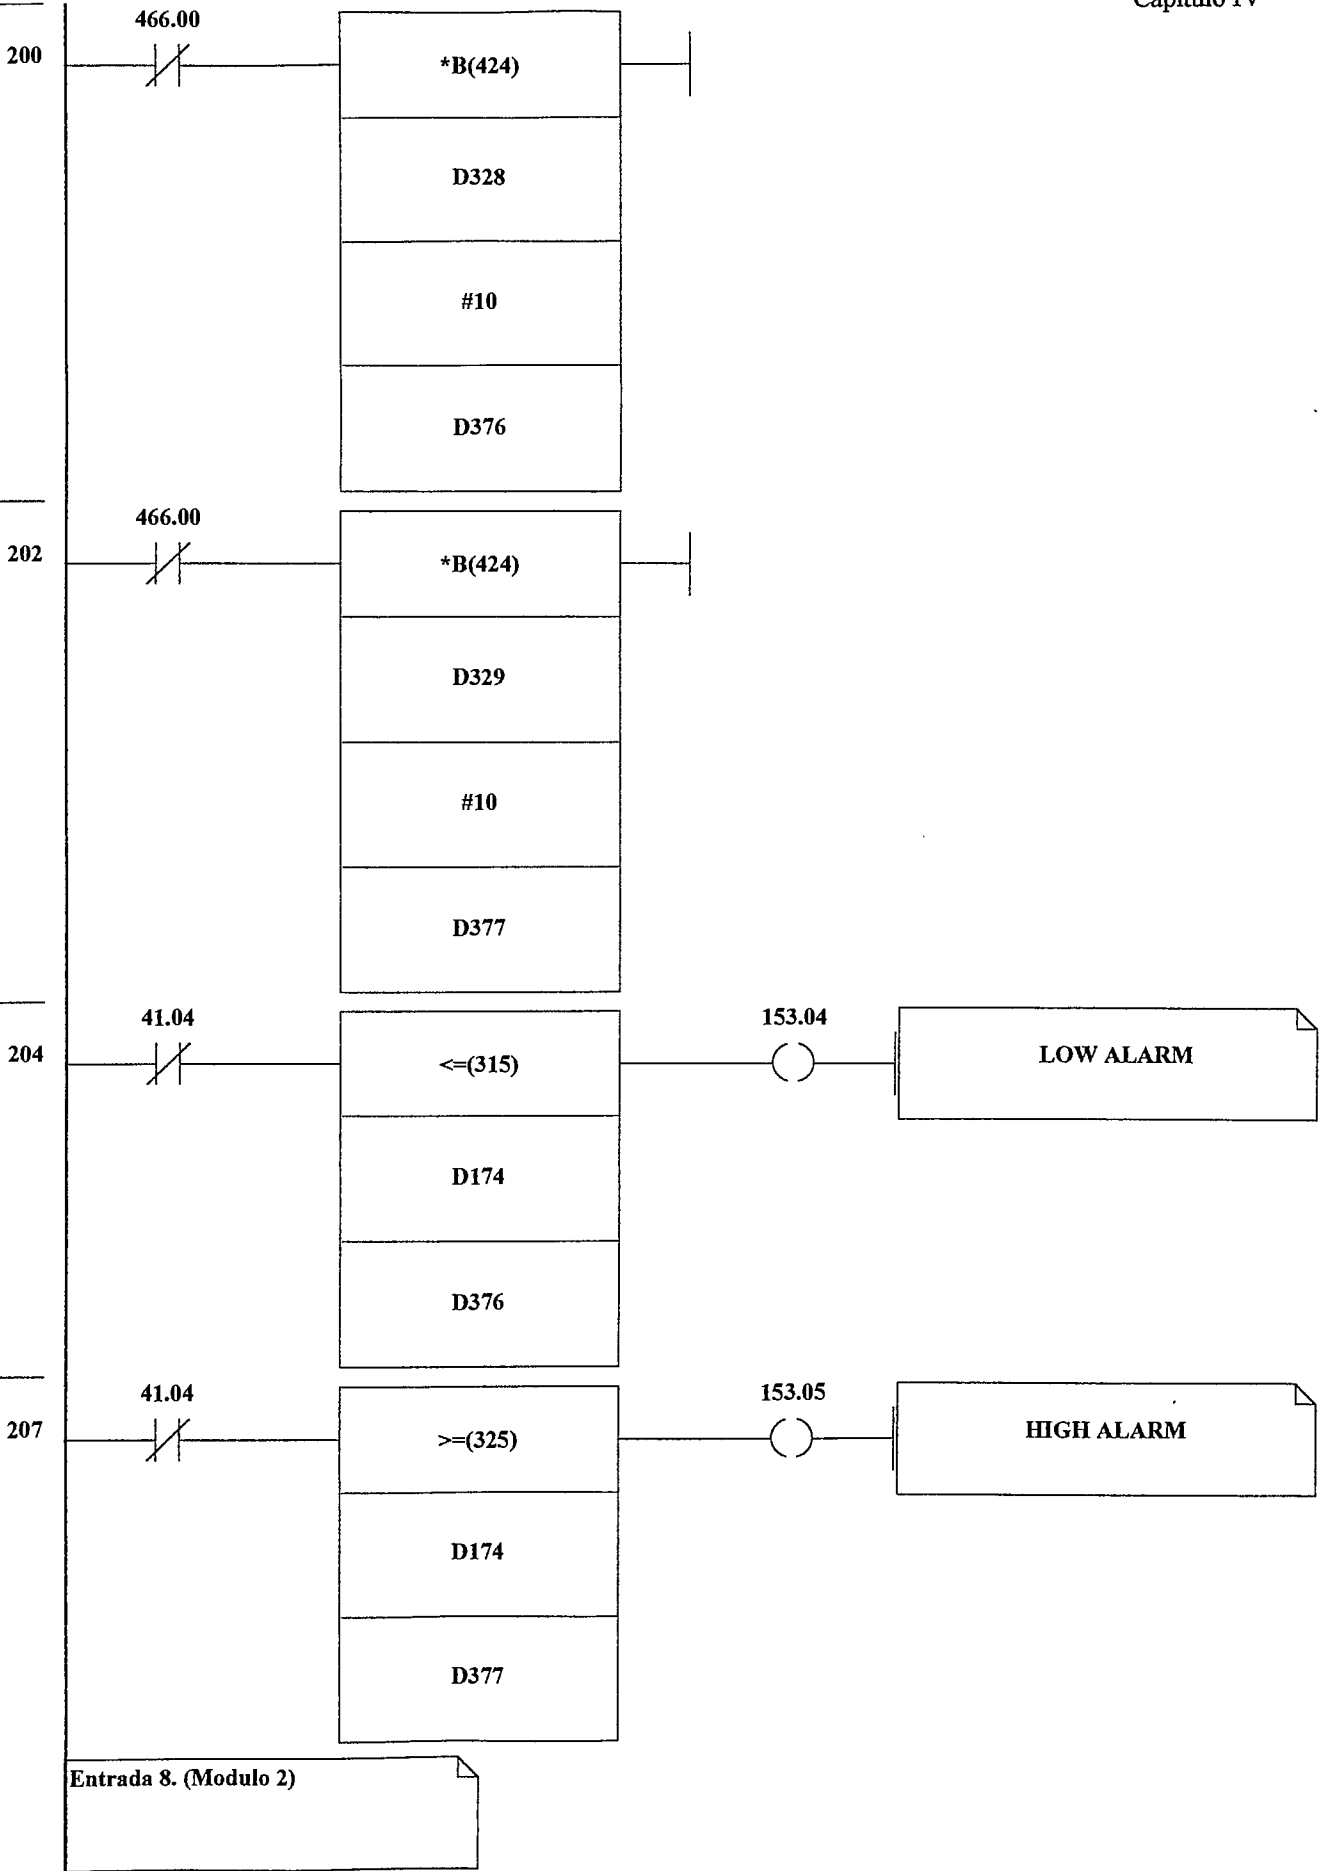 Capítulo IV
466.00
200
*B(424)
D328
#10
D376
466.00
202
*B(424)
D329
#10
D377
41.04
153.04
204
<=(315)
LOW ALARM
D174
D376
41.04
153.05
207
>=(325)
HIGH ALARM
D174
D377
Entrada 8. (Modulo 2)